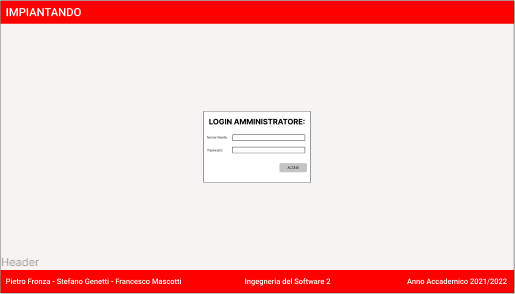 IMPIANTANDO
LOGIN AMMINISTRATORE:
Nome Utente:
Password:
ACCEDI
Header
Pietro Fronza - Stefano Genetti - Francesco Mascotti
Ingegneria del Software 2
Anno Accademico 2021/2022